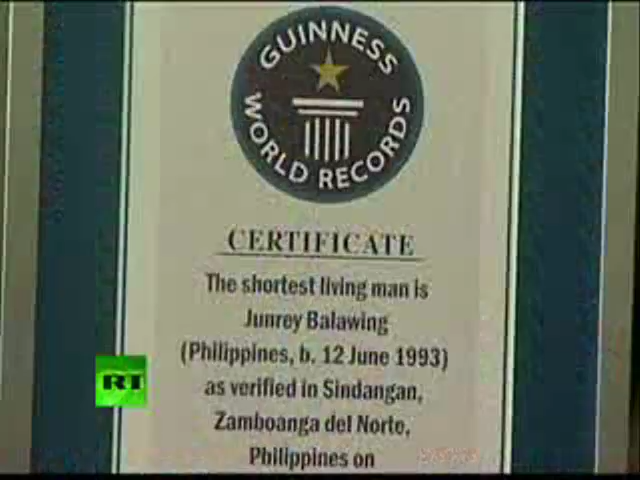 GUINNESS
WORLD RECORDS
CERTIFICATE
The shortest living man is
Junrey Balawing
(Philippines, b. 12 June 1993)
as verified in Sindangan,
Zamboanga del Norte,
Philippines on
RT